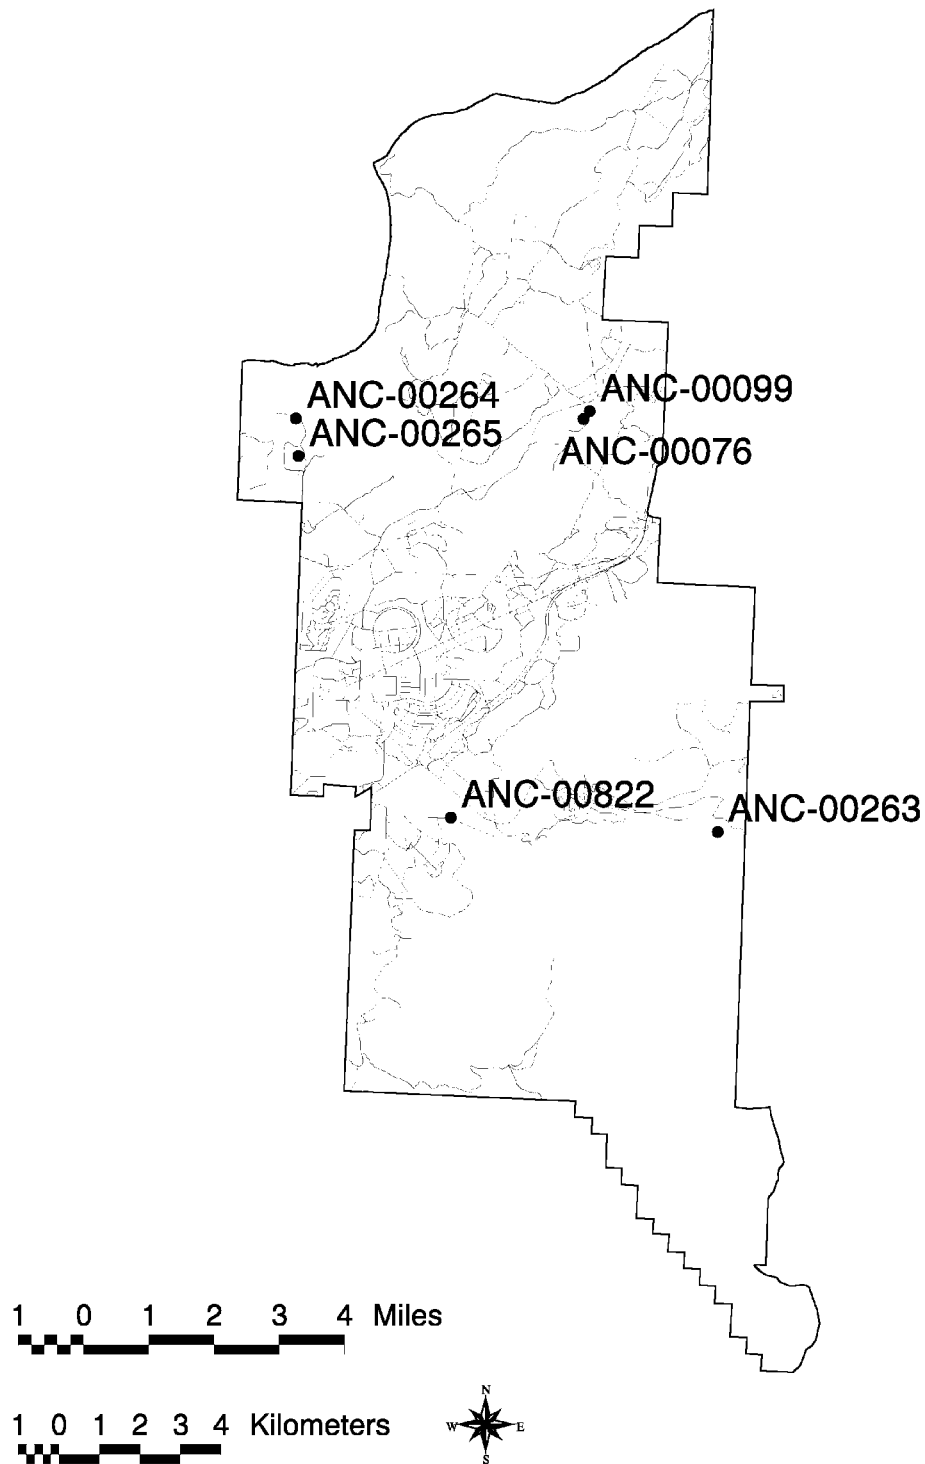 ANC-00264
ANC-00099
ANC-00265
ANC-00076
ANC-00822
ANC-00263
1 0 1 2 3 4 Miles
1 0 1 2 3 4 Kilometers
N
W E
S